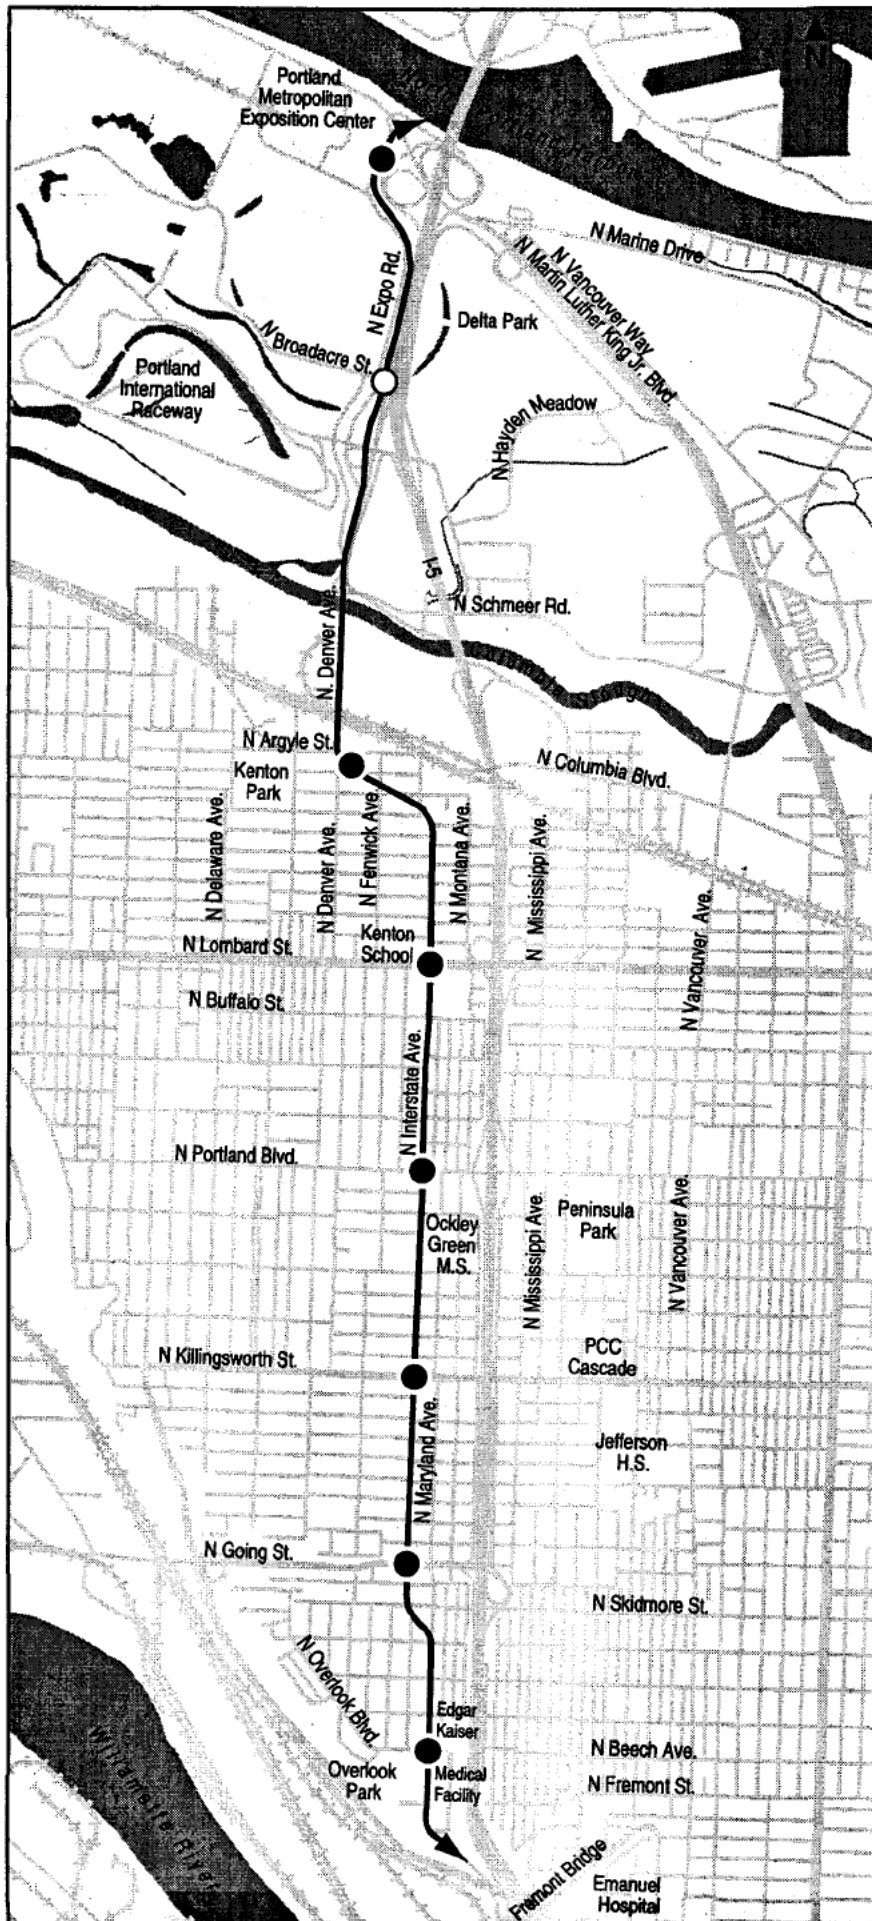 N
Portland
Metropolitan
Exposition Center
N Marine Drive
N Vancouver Way
N Martin Luther King Jr. Blvd.
N Expo Rd.
Delta Park
N Broadacre St.
Portland
International
Raceway
N Hayden Meadow
I-5
N Schmeer Rd.
N. Denver Ave.
N Argyle St.
Kenton
Park
N Columbia Blvd.
N Delaware Ave.
N Denver Ave.
N Fenwick Ave.
N Montana Ave.
N Mississippi Ave.
N Vancouver Ave.
Kenton
School
N Lombard St.
N Buffalo St.
N Interstate Ave.
N Portland Blvd.
Ockley
Green
M.S.
N Mississippi Ave.
Peninsula
Park
N Vancouver Ave.
N Killingsworth St.
PCC
Cascade
N Maryland Ave.
Jefferson
H.S.
N Going St.
N Skidmore St.
N Overlook Blvd.
Edgar
Kaiser
Medical
Facility
Overlook
Park
N Beech Ave.
N Fremont St.
Willamette River
Fremont Bridge
Emanuel
Hospital